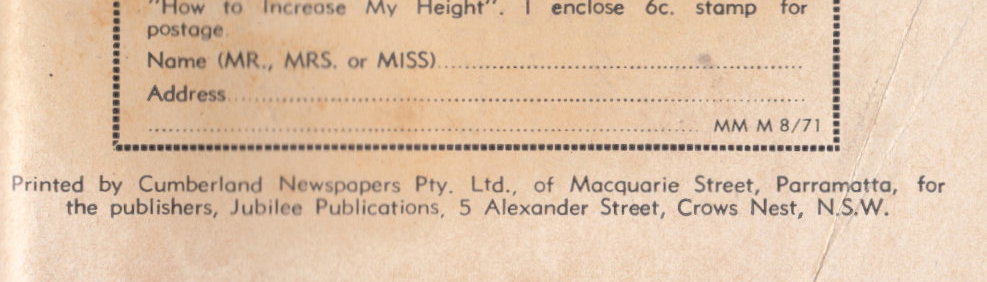 "How to Increase My Height". I enclose 6c. stamp for
postage.
Name (MR., MRS. or MISS)..............................................................
Address.......................................................................................................
................................................................................................ MM M 8/71
Printed by Cumberland Newspapers Pty. Ltd., of Macquarie Street, Parramatta, for
the publishers, Jubilee Publications, 5 Alexander Street, Crows Nest, N.S.W.